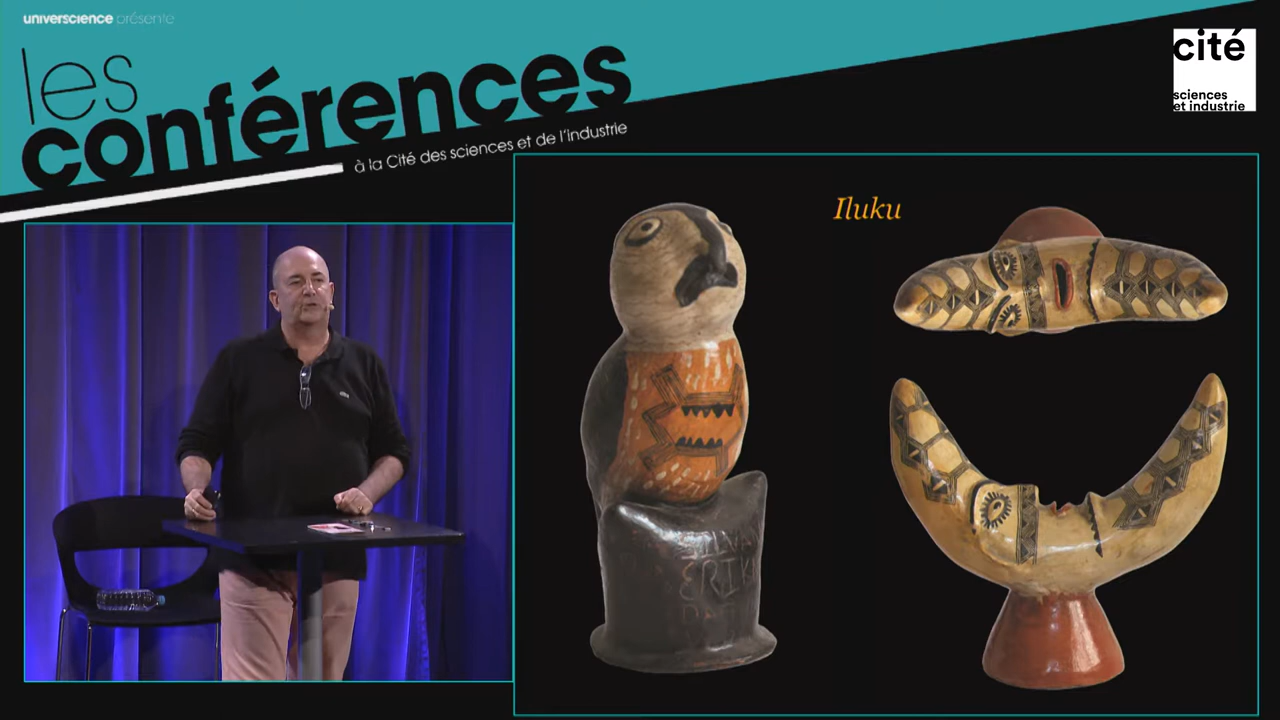 universcience présente
les
conférences
à la Cité des sciences et de l'industrie
cité
sciences
et industrie
Iluku